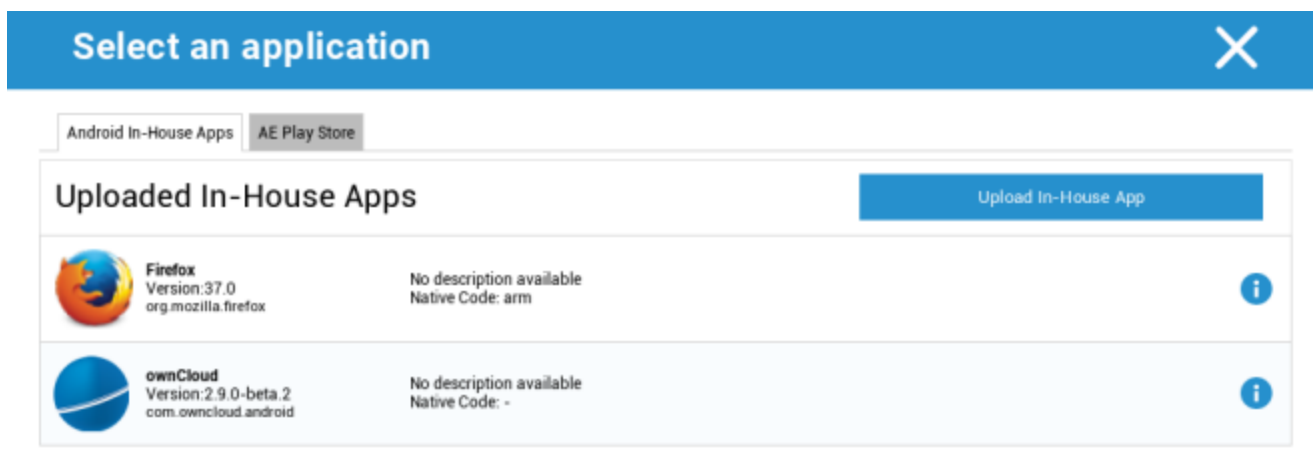 Select an application
Android In-House Apps
AE Play Store
Uploaded In-House Apps
Upload In-House App
Firefox
Version:37.0
org.mozilla.firefox
No description available
Native Code: arm
ownCloud
Version:2.9.0-beta.2
com.owncloud.android
No description available
Native Code: -